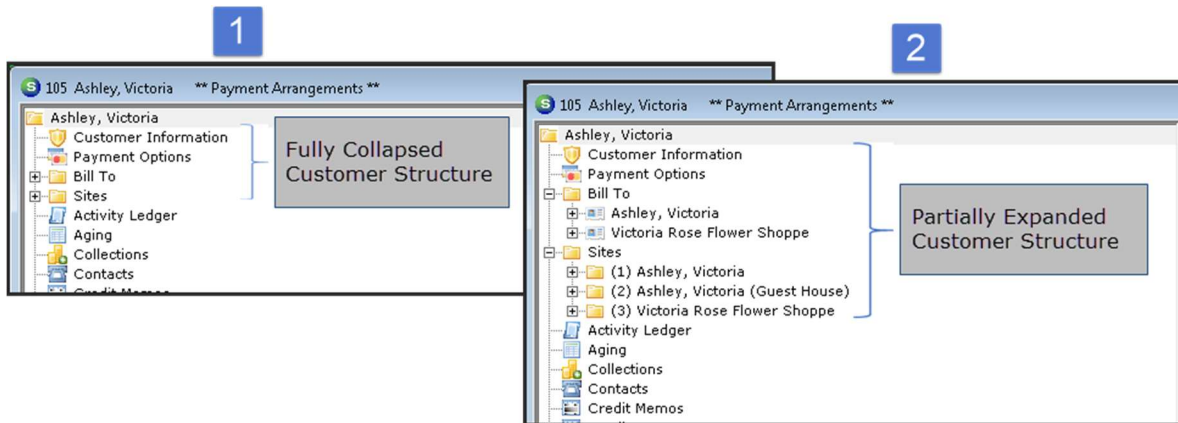 1
S 105 Ashley, Victoria ** Payment Arrangements **
Ashley, Victoria
Customer Information
Payment Options
Bill To
Sites
Activity Ledger
Aging
Collections
Contacts
Credit Memos
Fully Collapsed
Customer Structure
2
S 105 Ashley, Victoria ** Payment Arrangements **
Ashley, Victoria
Customer Information
Payment Options
Bill To
Ashley, Victoria
Victoria Rose Flower Shoppe
Sites
(1) Ashley, Victoria
(2) Ashley, Victoria (Guest House)
(3) Victoria Rose Flower Shoppe
Activity Ledger
Aging
Collections
Contacts
Credit Memos
Partially Expanded
Customer Structure